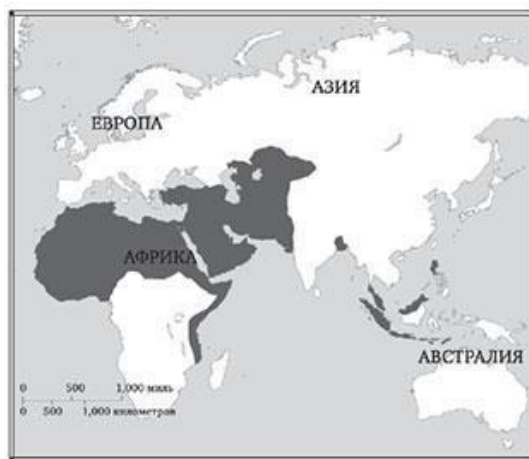 АЗИЯ
ЕВРОПА
АФРИКА
АВСТРАЛИЯ
0 500 1,000 миль
0 500 1,000 километров